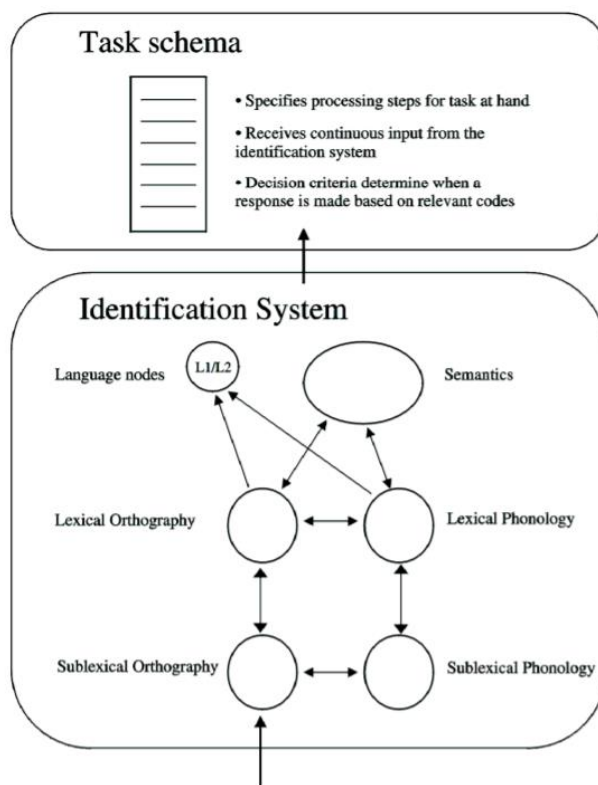 Task schema
• Specifies processing steps for task at hand
• Receives continuous input from the
identification system
• Decision criteria determine when a
response is made based on relevant codes
Identification System
Language nodes
L1/L2
Semantics
Lexical Orthography
Lexical Phonology
Sublexical Orthography
Sublexical Phonology